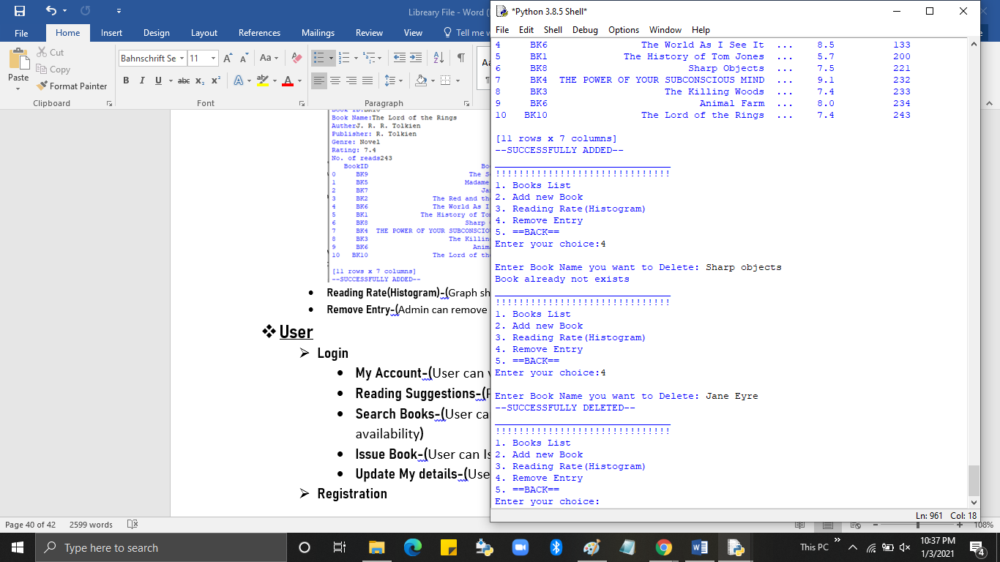 Libreary File - Word (
File Home Insert Design Layout References Mailings Review View Tell me w
Paste
Cut
Copy
Format Painter
Clipboard
Bahnschrift Se 11
Font
Paragraph
Book Name:The Lord of the Rings
AutherJ. R. R. Tolkien
Publisher: R. Tolkien
Genre: Novel
Rating: 7.4
No. of reads243
BookID Bo
0 BK9 The S
1 BK5 Madame
2 BK7 Ja
3 BK2 The Red and th
4 BK6 The World As I
5 BK1 The History of To
6 BK8 Sharp
7 BK4 THE POWER OF YOUR SUBCONSCIO
8 BK3 The Killin
9 BK6 Anim
10 BK10 The Lord of th
[11 rows x 7 columns]
--SUCCESSFULLY ADDED--
• Reading Rate(Histogram)-(Graph sh
• Remove Entry-(Admin can remove
❖ User
➢ Login
• My Account-(User can
• Reading Suggestions-(
• Search Books-(User ca
availability)
• Issue Book-(User can Is
• Update My details-(Use
➢ Registration
Page 40 of 42 2599 words
108%
*Python 3.8.5 Shell*
File Edit Shell Debug Options Window Help
4 BK6 The World As I See It ... 8.5 133
5 BK1 The History of Tom Jones ... 5.7 200
6 BK8 Sharp Objects ... 7.5 221
7 BK4 THE POWER OF YOUR SUBCONSCIOUS MIND ... 9.1 232
8 BK3 The Killing Woods ... 7.4 233
9 BK6 Animal Farm ... 8.0 234
10 BK10 The Lord of the Rings ... 7.4 243
[11 rows x 7 columns]
--SUCCESSFULLY ADDED--
______________________________
!!!!!!!!!!!!!!!!!!!!!!!!!!!!!!
1. Books List
2. Add new Book
3. Reading Rate(Histogram)
4. Remove Entry
5. ==BACK==
Enter your choice:4
Enter Book Name you want to Delete: Sharp objects
Book already not exists
______________________________
!!!!!!!!!!!!!!!!!!!!!!!!!!!!!!
1. Books List
2. Add new Book
3. Reading Rate(Histogram)
4. Remove Entry
5. ==BACK==
Enter your choice:4
Enter Book Name you want to Delete: Jane Eyre
--SUCCESSFULLY DELETED--
______________________________
!!!!!!!!!!!!!!!!!!!!!!!!!!!!!!
1. Books List
2. Add new Book
3. Reading Rate(Histogram)
4. Remove Entry
5. ==BACK==
Enter your choice:
Ln: 961 Col: 18
Type here to search
This PC
10:37 PM
1/3/2021
4